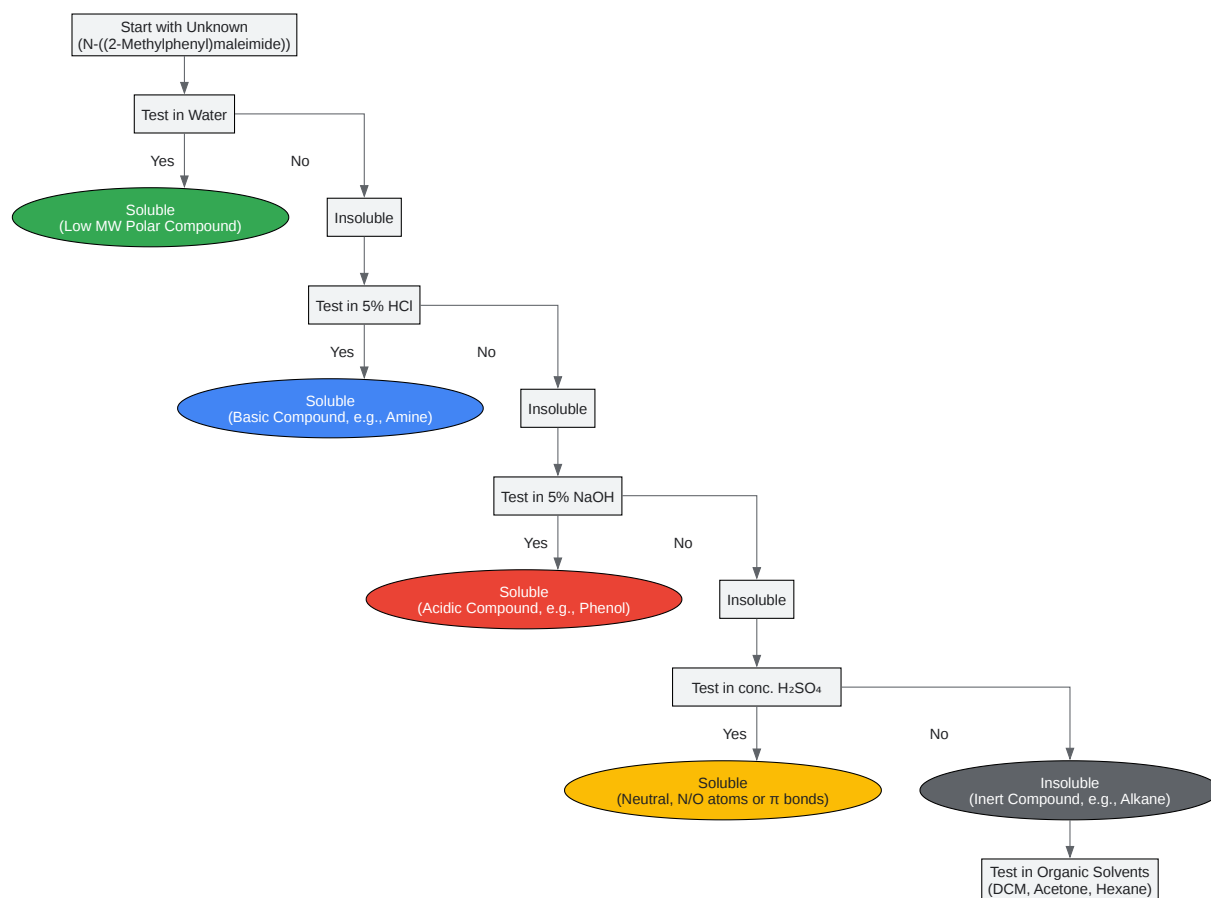 Start with Unknown
(N-((2-Methylphenyl)maleimide))
Test in Water
Yes
No
Soluble
(Low MW Polar Compound)
Insoluble
Test in 5% HCl
Yes
No
Soluble
(Basic Compound, e.g., Amine)
Insoluble
Test in 5% NaOH
Yes
No
Soluble
(Acidic Compound, e.g., Phenol)
Insoluble
Test in conc. H₂SO₄
Yes
No
Soluble
(Neutral, N/O atoms or π bonds)
Insoluble
(Inert Compound, e.g., Alkane)
Test in Organic Solvents
(DCM, Acetone, Hexane)